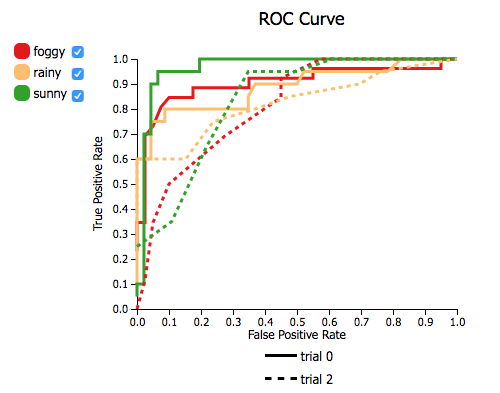 ROC Curve
foggy
rainy
sunny
True Positive Rate
1.0
0.9
0.8
0.7
0.6
0.5
0.4
0.3
0.2
0.1
0.0
0.0 0.1 0.2 0.3 0.4 0.5 0.6 0.7 0.8 0.9 1.0
False Positive Rate
trial 0
trial 2